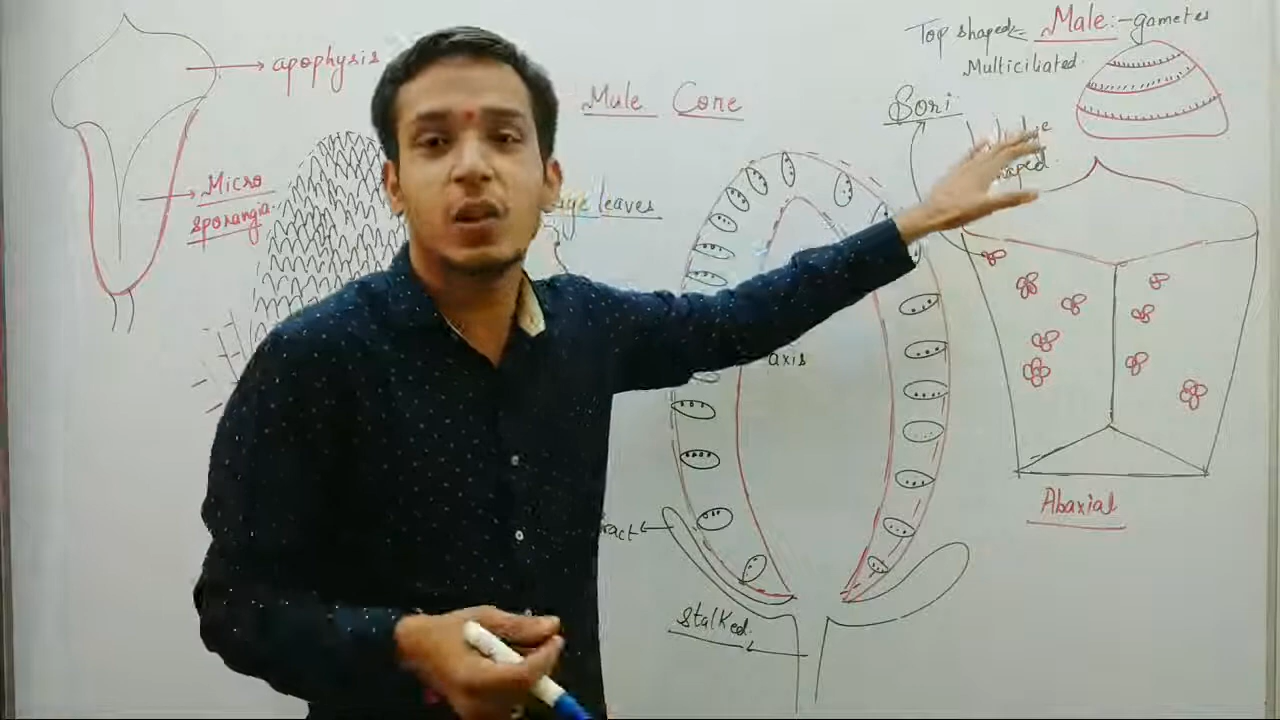 apophysis
Micro
sporangia
Male Cone
leaves
axis
stalked
Sori
Top shaped Male:-gametes
Multiciliated
Abaxial